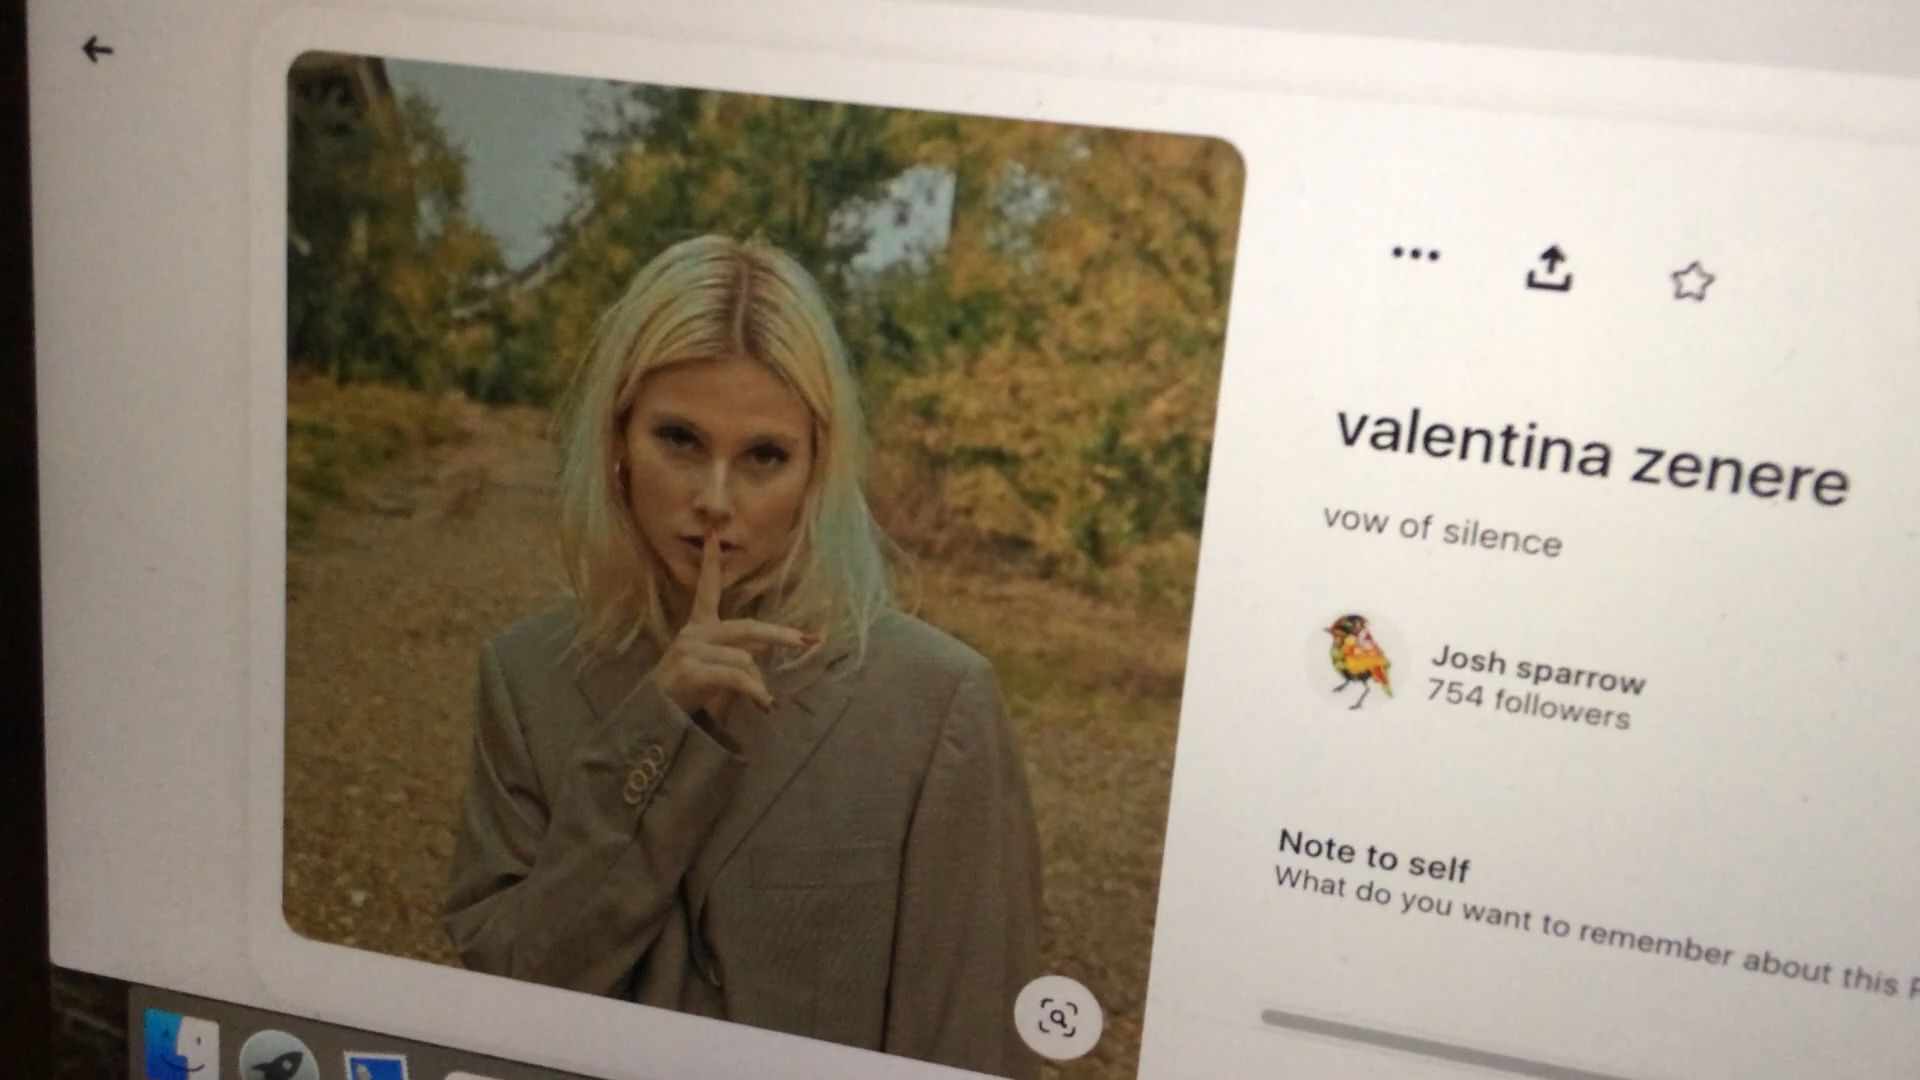 valentina zenere
vow of silence
Josh sparrow
754 followers
Note to self
What do you want to remember about this